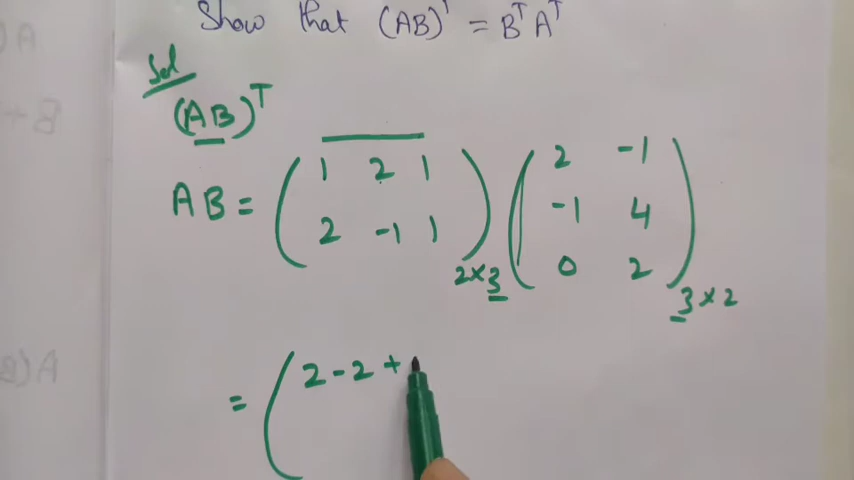 Show that (AB)ᵀ = BᵀAᵀ
Sol
(AB)ᵀ
AB = ( 1 2 1 ) ( 2 -1
2 -1 1 -1 4
2×3 0 2 ) 3×2
= ( 2 - 2 +